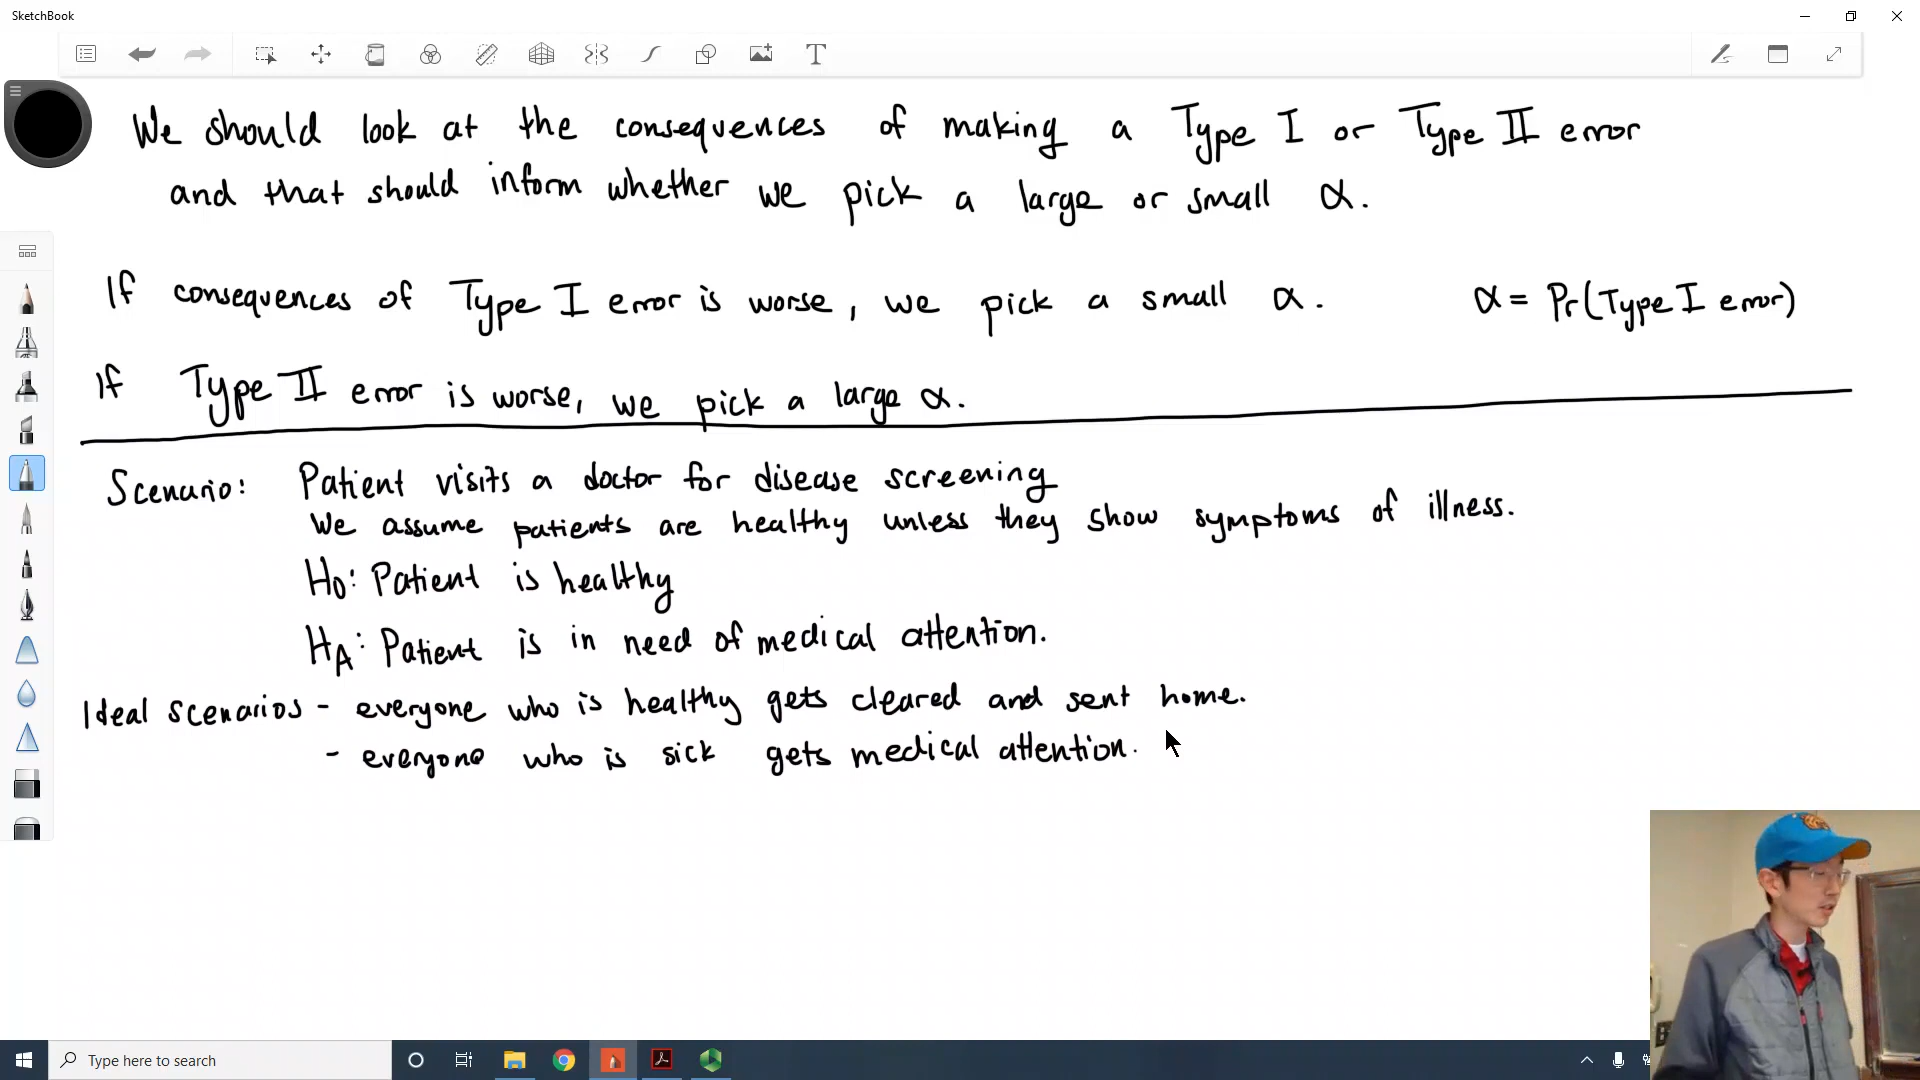 SketchBook
We should look at the consequences of making a Type I or Type II error
and that should inform whether we pick a large or small α.
If consequences of Type I error is worse, we pick a small α. α = Pr(Type I error)
If Type II error is worse, we pick a large α.
Scenario: Patient visits a doctor for disease screening
We assume patients are healthy unless they show symptoms of illness.
H₀: Patient is healthy
H_A: Patient is in need of medical attention.
Ideal Scenarios - everyone who is healthy gets cleared and sent home.
- everyone who is sick gets medical attention.
Type here to search